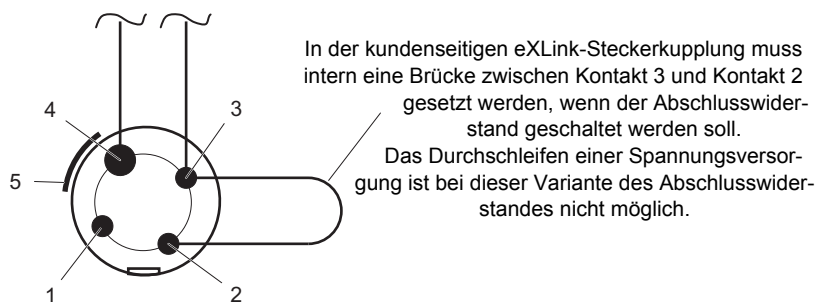 In der kundenseitigen eXLink-Steckerkupplung muss
intern eine Brücke zwischen Kontakt 3 und Kontakt 2
gesetzt werden, wenn der Abschlusswider-
stand geschaltet werden soll.
Das Durchschleifen einer Spannungsversor-
gung ist bei dieser Variante des Abschlusswider-
standes nicht möglich.
4
3
5
1
2